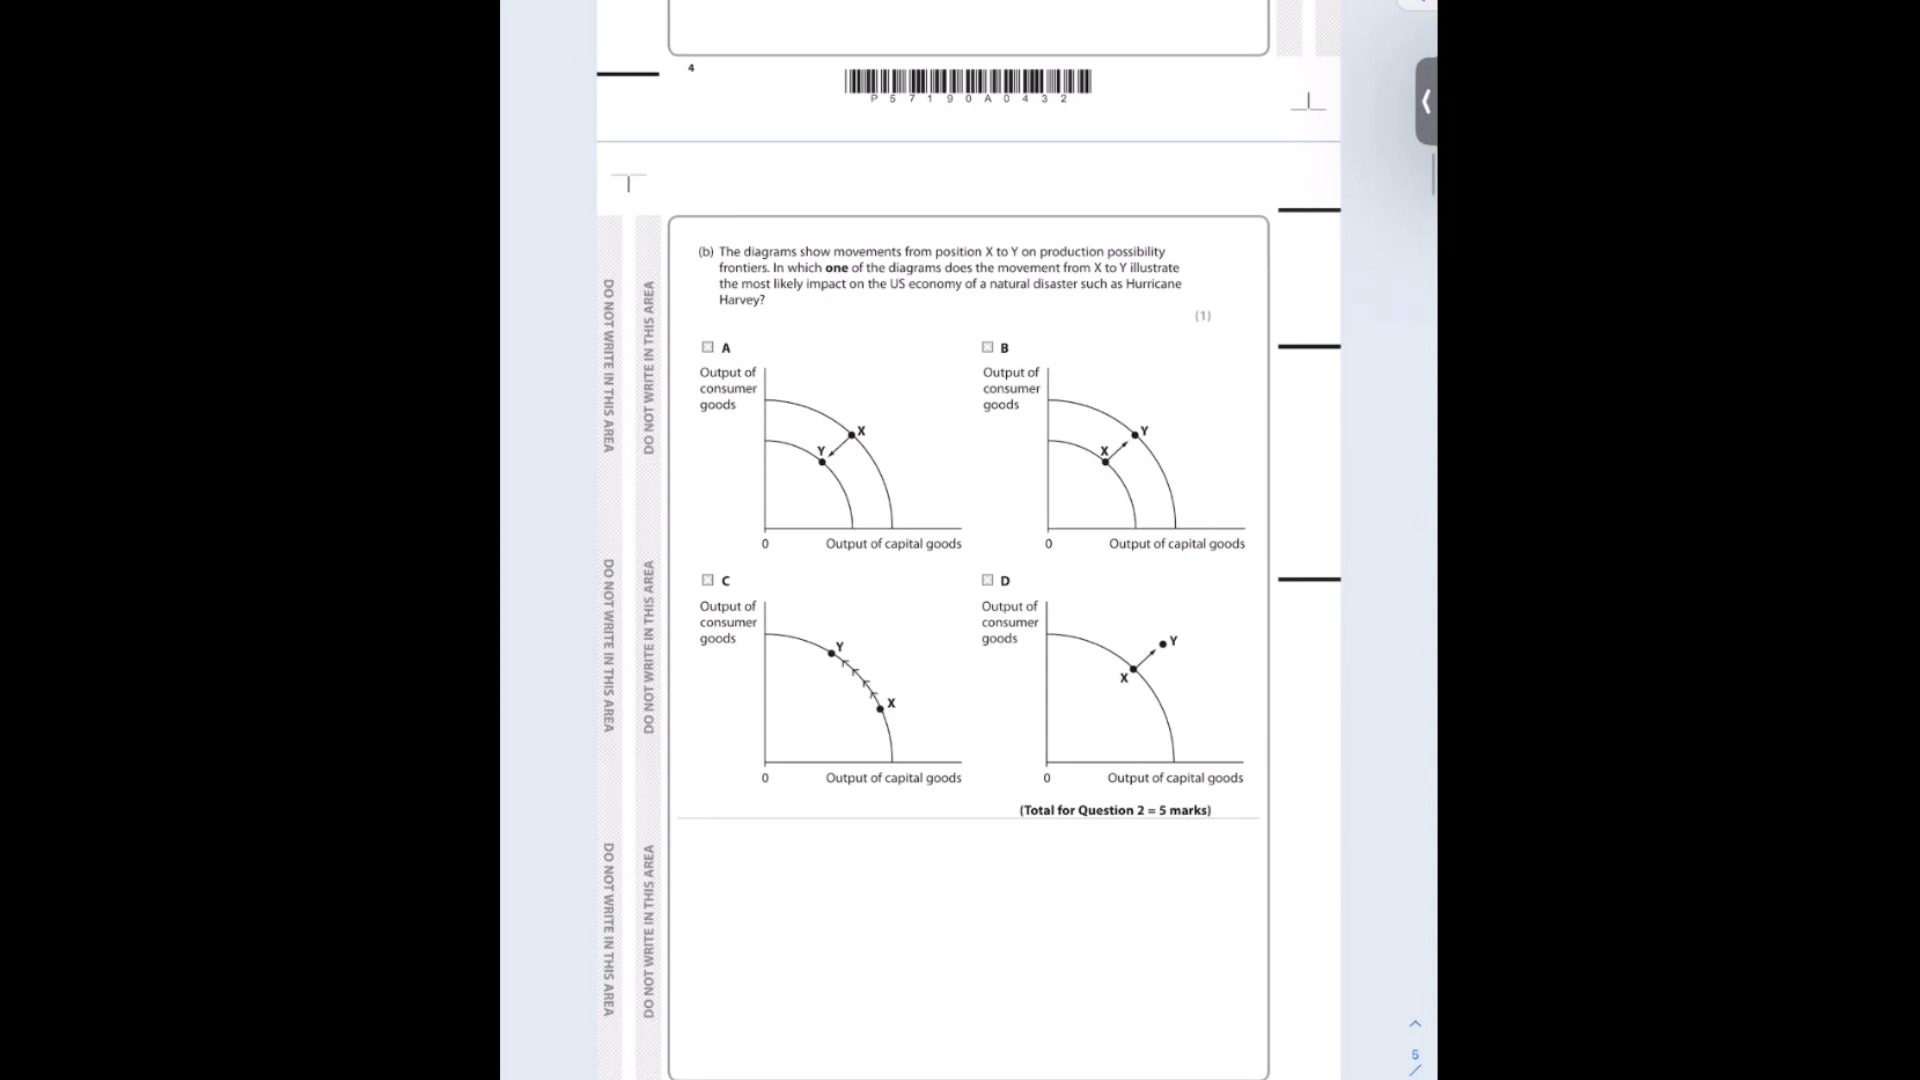 4
P 5 7 1 9 0 A 0 4 3 2
DO NOT WRITE IN THIS AREA
DO NOT WRITE IN THIS AREA
DO NOT WRITE IN THIS AREA
DO NOT WRITE IN THIS AREA
DO NOT WRITE IN THIS AREA
DO NOT WRITE IN THIS AREA
(b) The diagrams show movements from position X to Y on production possibility
frontiers. In which one of the diagrams does the movement from X to Y illustrate
the most likely impact on the US economy of a natural disaster such as Hurricane
Harvey?
(1)
A
Output of
consumer
goods
X
Y
0
Output of capital goods
B
Output of
consumer
goods
Y
X
0
Output of capital goods
C
Output of
consumer
goods
Y
X
0
Output of capital goods
D
Output of
consumer
goods
Y
X
0
Output of capital goods
(Total for Question 2 = 5 marks)
5
/